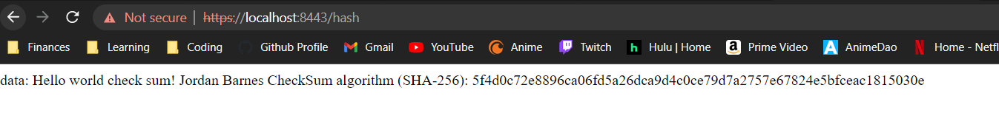 Not secure | https://localhost:8443/hash
Finances Learning Coding Github Profile Gmail YouTube Anime Twitch h Hulu | Home a Prime Video A AnimeDao N Home - Netfl
data: Hello world check sum! Jordan Barnes CheckSum algorithm (SHA-256): 5f4d0c72e8896ca06fd5a26dca9d4c0ce79d7a2757e67824e5bfceac1815030e